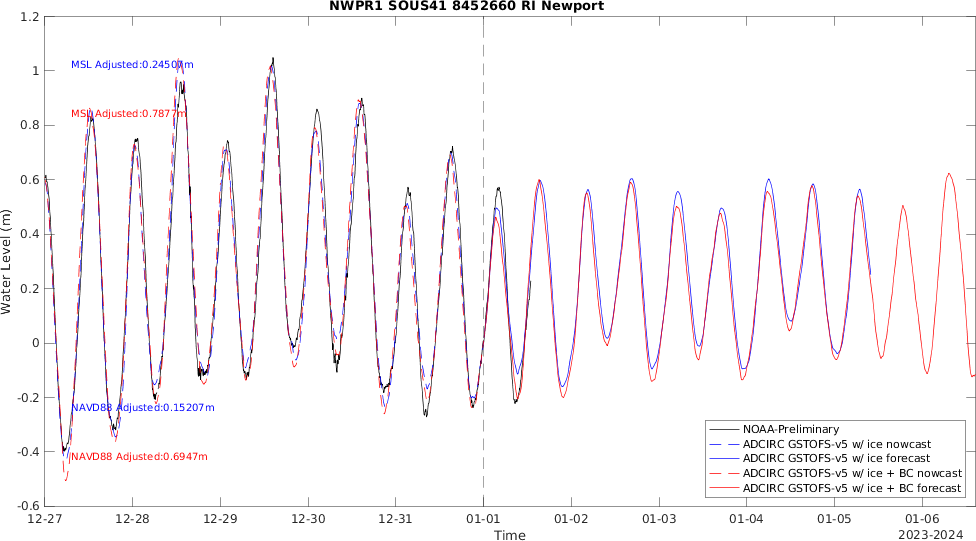 NWPR1 SOUS41 8452660 RI Newport
1.2
1
0.8
0.6
0.4
0.2
0
-0.2
-0.4
-0.6
Water Level (m)
MSL Adjusted:0.24507m
MSL Adjusted:0.7877m
NAVD88 Adjusted:0.15207m
NAVD88 Adjusted:0.6947m
NOAA-Preliminary
ADCIRC GSTOFS-v5 w/ ice nowcast
ADCIRC GSTOFS-v5 w/ ice forecast
ADCIRC GSTOFS-v5 w/ ice + BC nowcast
ADCIRC GSTOFS-v5 w/ ice + BC forecast
12-27 12-28 12-29 12-30 12-31 01-01 01-02 01-03 01-04 01-05 01-06
Time
2023-2024